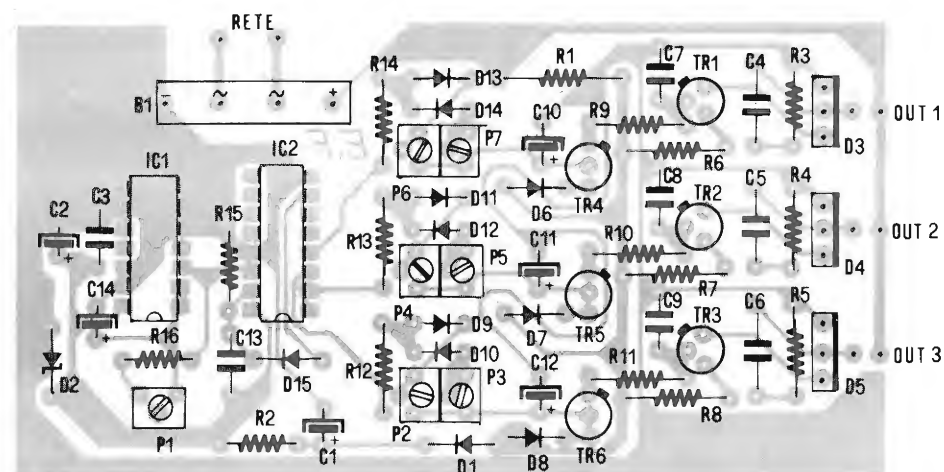 RETE
R14 D13 R1 C7 TR1 C4 R3
B1 − ~ ~ +
D14 C10 R9 OUT 1
P7 D3
IC1 IC2 R6
P6 D11 D6 TR4 C8 TR2 C5 R4
C2 C3 R15 R13 D12 C11 R10 OUT 2
P5 D4
C14 P4 D9 D7 TR5 C9 R7 TR3 C6 R5
R16 C13 R12 D10 OUT 3
D2 D15 P3 C12 R11 D5
R8
P1 R2 C1 P2 D1 D8 TR6